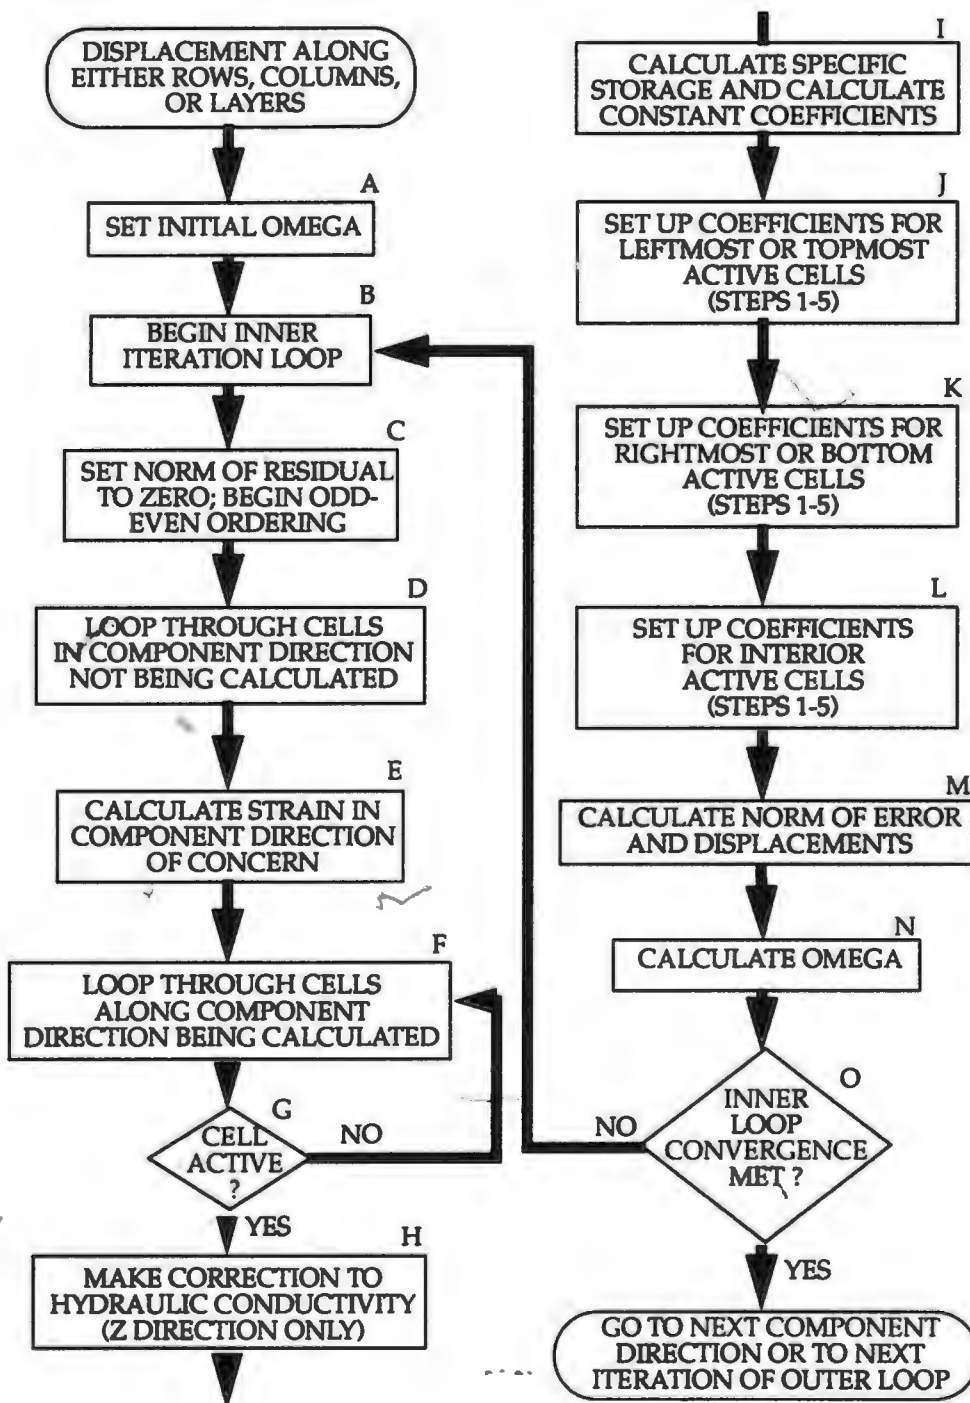 DISPLACEMENT ALONG
EITHER ROWS, COLUMNS,
OR LAYERS
A
SET INITIAL OMEGA
B
BEGIN INNER
ITERATION LOOP
C
SET NORM OF RESIDUAL
TO ZERO; BEGIN ODD-
EVEN ORDERING
D
LOOP THROUGH CELLS
IN COMPONENT DIRECTION
NOT BEING CALCULATED
E
CALCULATE STRAIN IN
COMPONENT DIRECTION
OF CONCERN
F
LOOP THROUGH CELLS
ALONG COMPONENT
DIRECTION BEING CALCULATED
G
CELL
ACTIVE
?
NO
YES
H
MAKE CORRECTION TO
HYDRAULIC CONDUCTIVITY
(Z DIRECTION ONLY)
I
CALCULATE SPECIFIC
STORAGE AND CALCULATE
CONSTANT COEFFICIENTS
J
SET UP COEFFICIENTS FOR
LEFTMOST OR TOPMOST
ACTIVE CELLS
(STEPS 1-5)
K
SET UP COEFFICIENTS FOR
RIGHTMOST OR BOTTOM
ACTIVE CELLS
(STEPS 1-5)
L
SET UP COEFFICIENTS
FOR INTERIOR
ACTIVE CELLS
(STEPS 1-5)
M
CALCULATE NORM OF ERROR
AND DISPLACEMENTS
N
CALCULATE OMEGA
O
INNER
LOOP
CONVERGENCE
MET ?
NO
YES
GO TO NEXT COMPONENT
DIRECTION OR TO NEXT
ITERATION OF OUTER LOOP